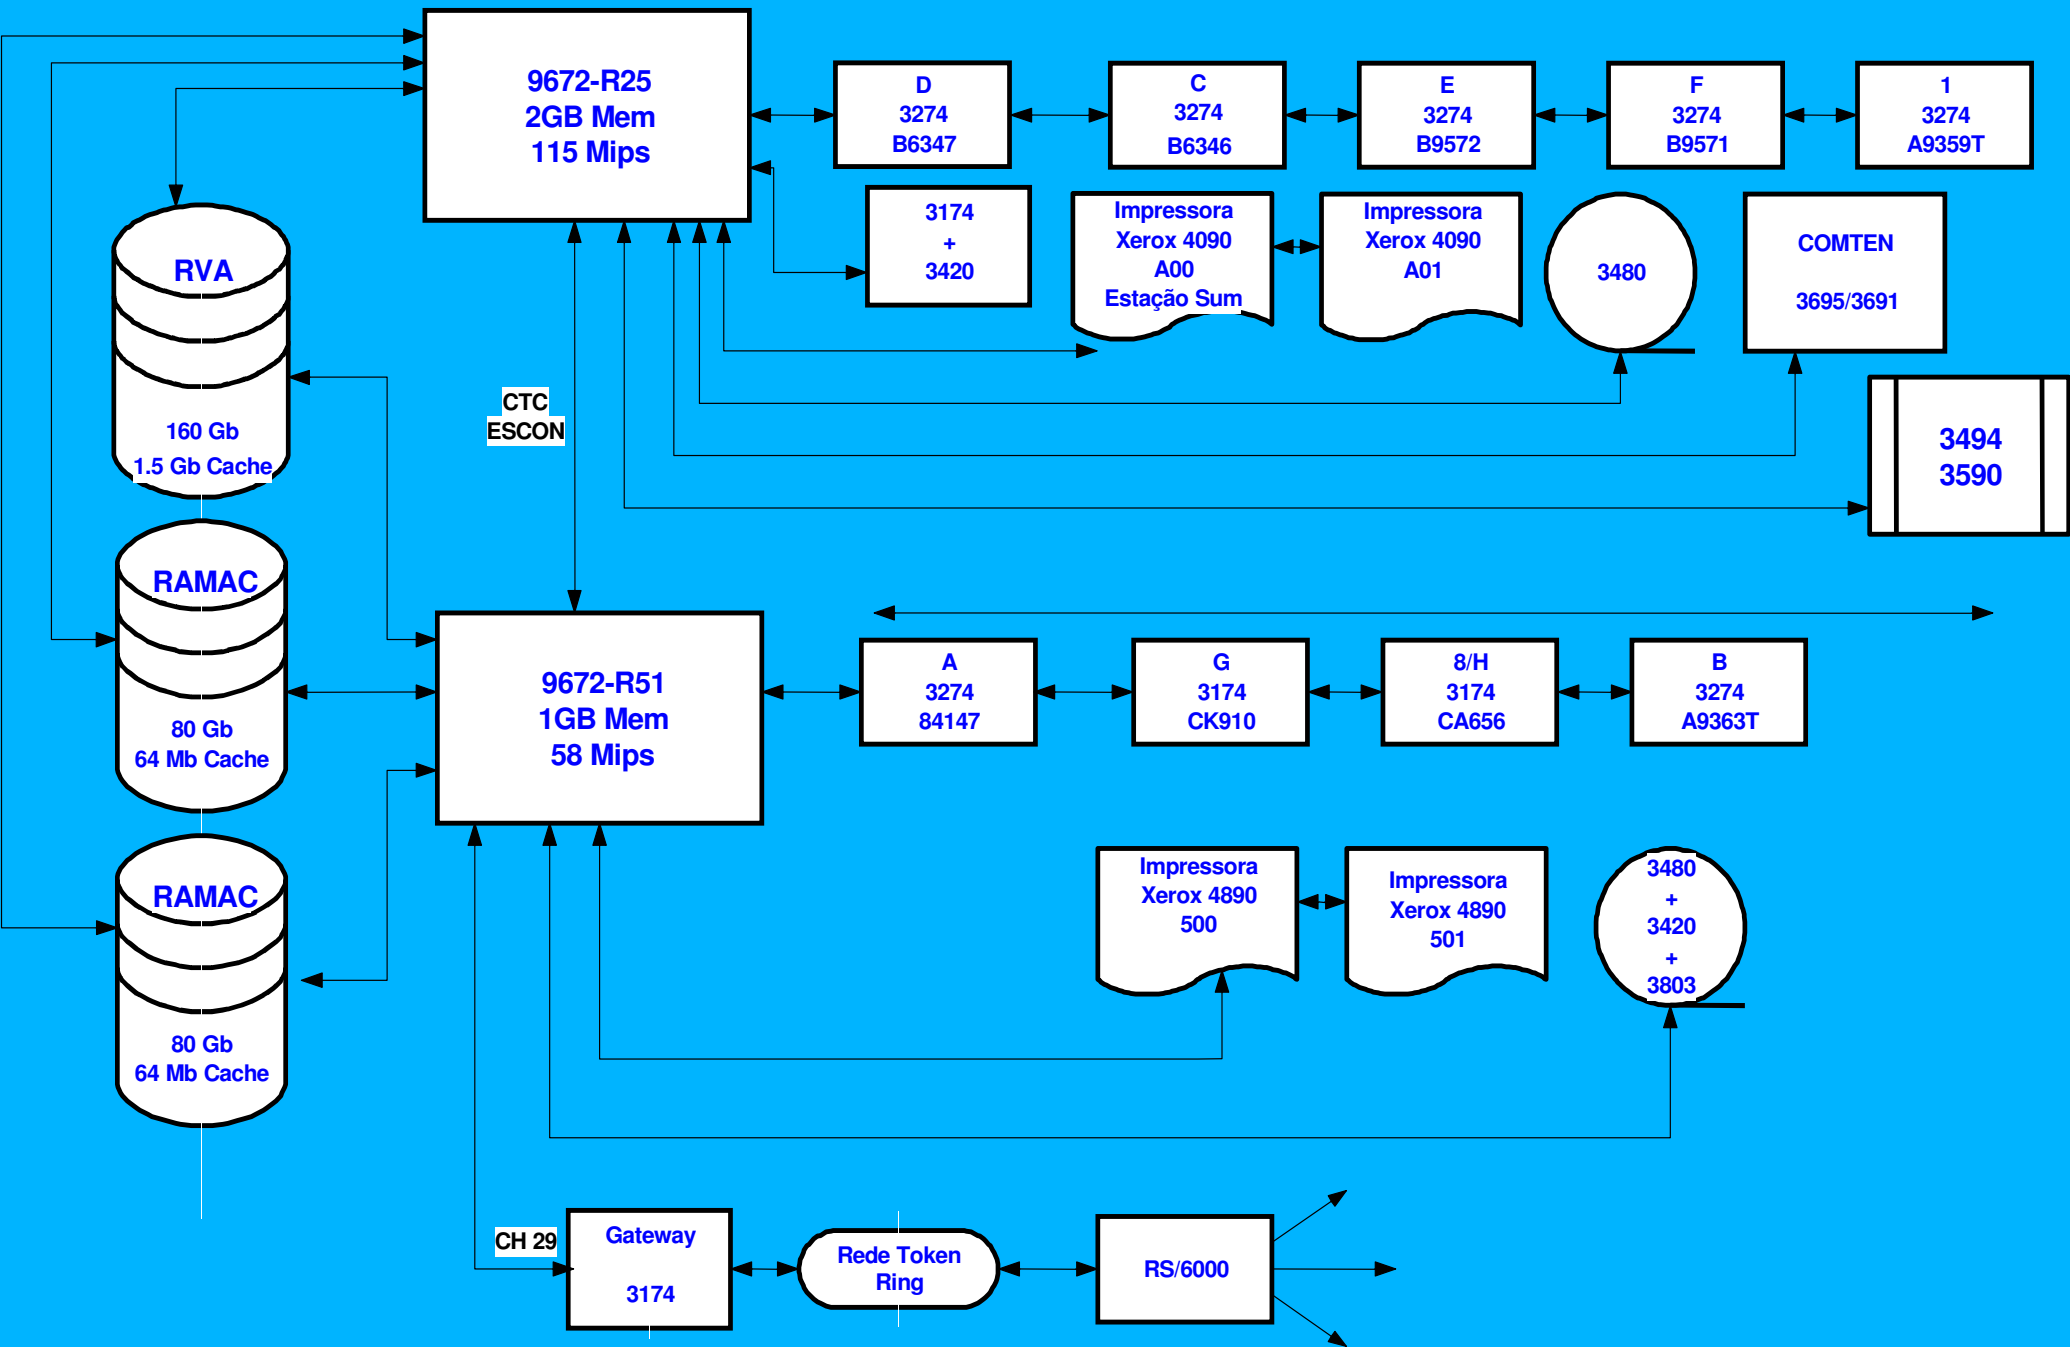 9672-R25
2GB Mem
115 Mips
D
3274
B6347
C
3274
B6346
E
3274
B9572
F
3274
B9571
1
3274
A9359T
3174
+
3420
Impressora
Xerox 4090
A00
Estação Sum
Impressora
Xerox 4090
A01
3480
COMTEN
3695/3691
RVA
160 Gb
1.5 Gb Cache
CTC
ESCON
3494
3590
RAMAC
80 Gb
64 Mb Cache
9672-R51
1GB Mem
58 Mips
A
3274
84147
G
3174
CK910
8/H
3174
CA656
B
3274
A9363T
RAMAC
80 Gb
64 Mb Cache
Impressora
Xerox 4890
500
Impressora
Xerox 4890
501
3480
+
3420
+
3803
CH 29
Gateway
3174
Rede Token
Ring
RS/6000